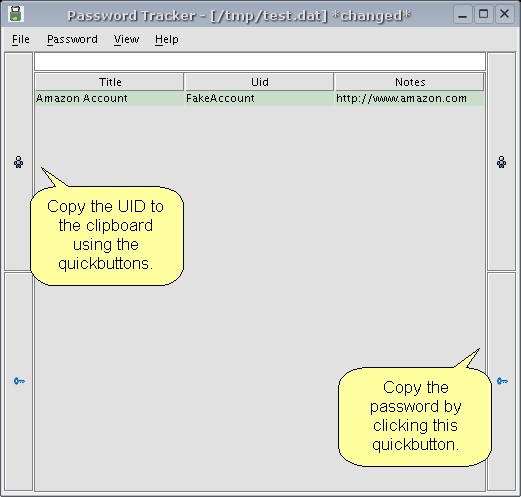 Password Tracker - [/tmp/test.dat] *changed*
File Password View Help
Title Uid Notes
Amazon Account FakeAccount http://www.amazon.com
Copy the UID to
the clipboard
using the
quickbuttons.
Copy the
password by
clicking this
quickbutton.